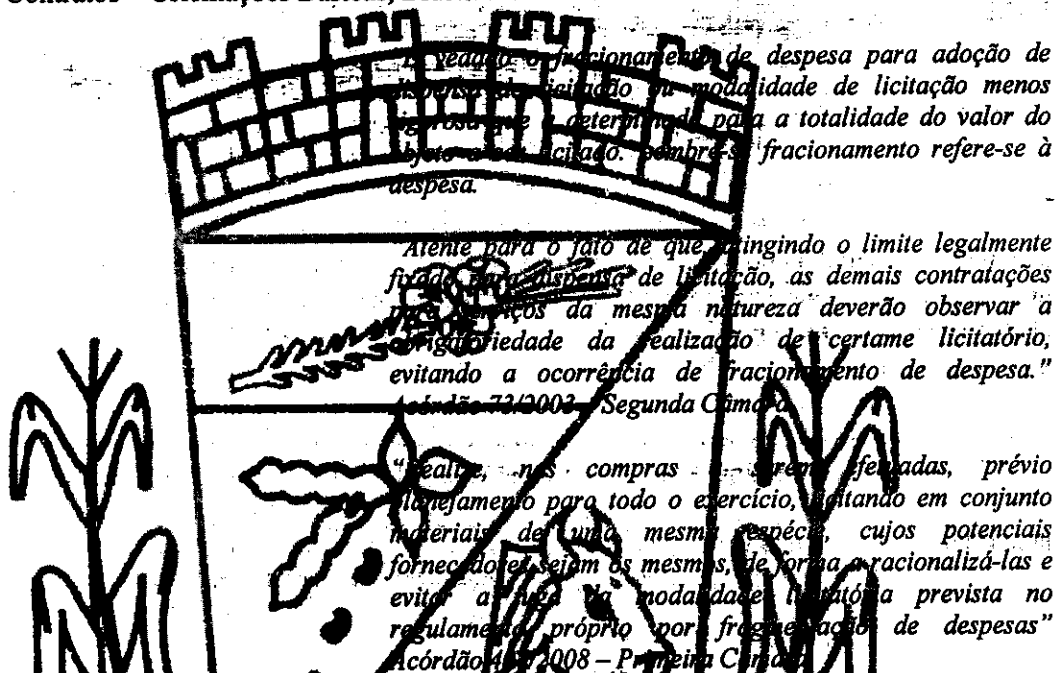 É vedado o fracionamento de despesa para adoção de
dispensa de licitação ou modalidade de licitação menos
rigorosa que a determinada para a totalidade do valor do
objeto a ser licitado. Lembre-se fracionamento refere-se à
despesa.
Atente para o fato de que, atingindo o limite legalmente
fixado para dispensa de licitação, as demais contratações
para serviços da mesma natureza deverão observar a
obrigatoriedade da realização de certame licitatório,
evitando a ocorrência de fracionamento de despesa."
Acórdão 73/2003 – Segunda Câmara
"Realize, nas compras a serem efetuadas, prévio
planejamento para todo o exercício, licitando em conjunto
materiais de uma mesma espécie, cujos potenciais
fornecedores sejam os mesmos, de forma a racionalizá-las e
evitar a fuga da modalidade licitatória prevista no
regulamento próprio por fragmentação de despesas"
Acórdão /2008 – Primeira Câmara